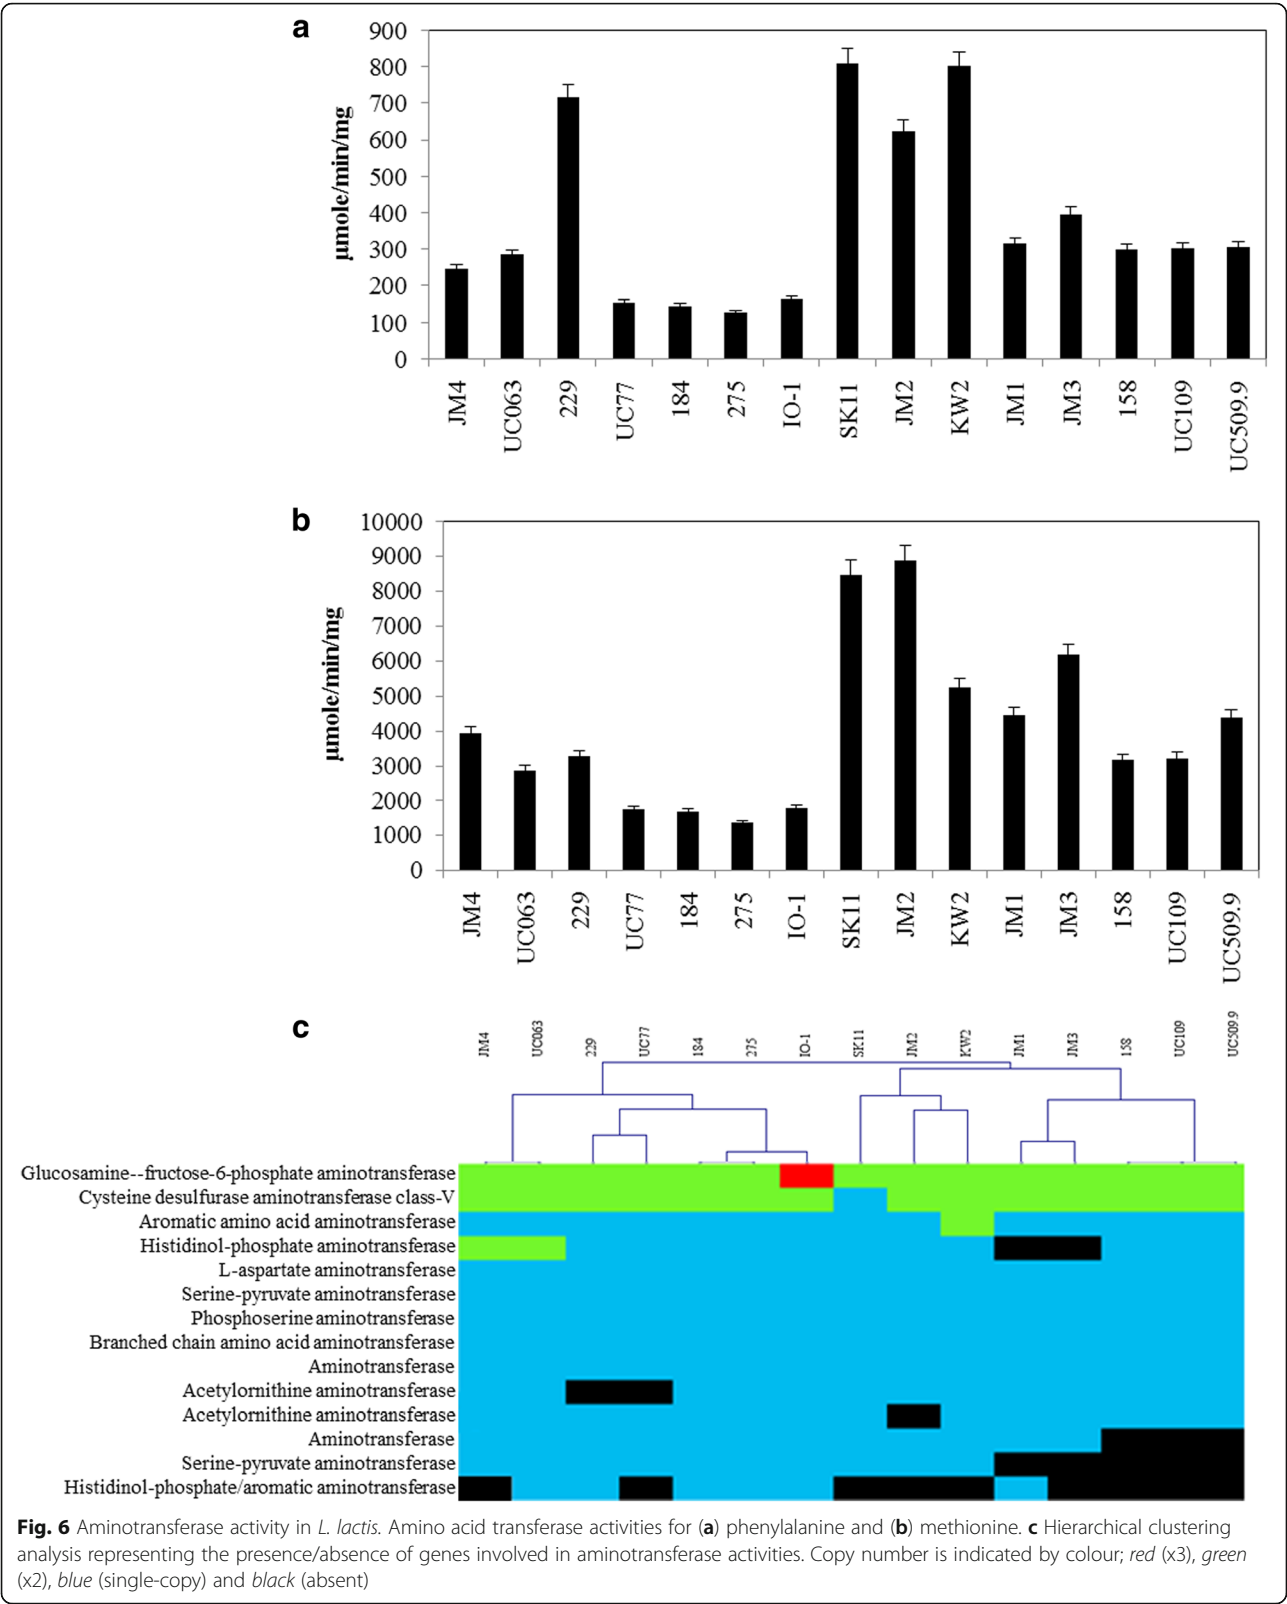 a
900
800
700
600
500
400
300
200
100
0
µmole/min/mg
JM4 UC063 229 UC77 184 275 IO-1 SK11 JM2 KW2 JM1 JM3 158 UC109 UC509.9
b
10000
9000
8000
7000
6000
5000
4000
3000
2000
1000
0
µmole/min/mg
JM4 UC063 229 UC77 184 275 IO-1 SK11 JM2 KW2 JM1 JM3 158 UC109 UC509.9
c
JM4 UC063 229 UC77 184 275 IO-1 SK11 JM2 KW2 JM1 JM3 158 UC109 UC509.9
Glucosamine--fructose-6-phosphate aminotransferase
Cysteine desulfurase aminotransferase class-V
Aromatic amino acid aminotransferase
Histidinol-phosphate aminotransferase
L-aspartate aminotransferase
Serine-pyruvate aminotransferase
Phosphoserine aminotransferase
Branched chain amino acid aminotransferase
Aminotransferase
Acetylornithine aminotransferase
Acetylornithine aminotransferase
Aminotransferase
Serine-pyruvate aminotransferase
Histidinol-phosphate/aromatic aminotransferase
Fig. 6 Aminotransferase activity in L. lactis. Amino acid transferase activities for (a) phenylalanine and (b) methionine. c Hierarchical clustering
analysis representing the presence/absence of genes involved in aminotransferase activities. Copy number is indicated by colour; red (x3), green
(x2), blue (single-copy) and black (absent)